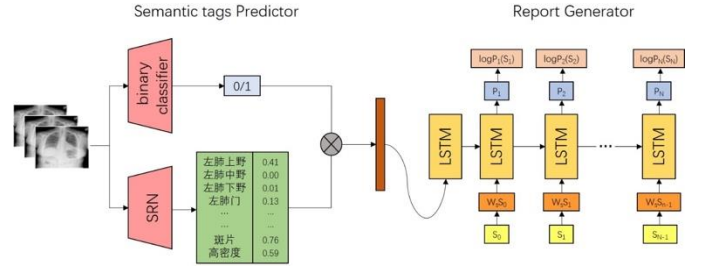 Semantic tags Predictor
Report Generator
binary
classifier
0/1
SRN
左肺上野 0.41
左肺中野 0.00
左肺下野 0.01
左肺门 0.13
... ...
... ...
斑片 0.76
高密度 0.59
logP₁(S₁) logP₂(S₂) logPN(SN)
P₁ P₂ PN
LSTM LSTM LSTM ... LSTM
WₑS₀ WₑS₁ WₑSN-1
S₀ S₁ SN-1